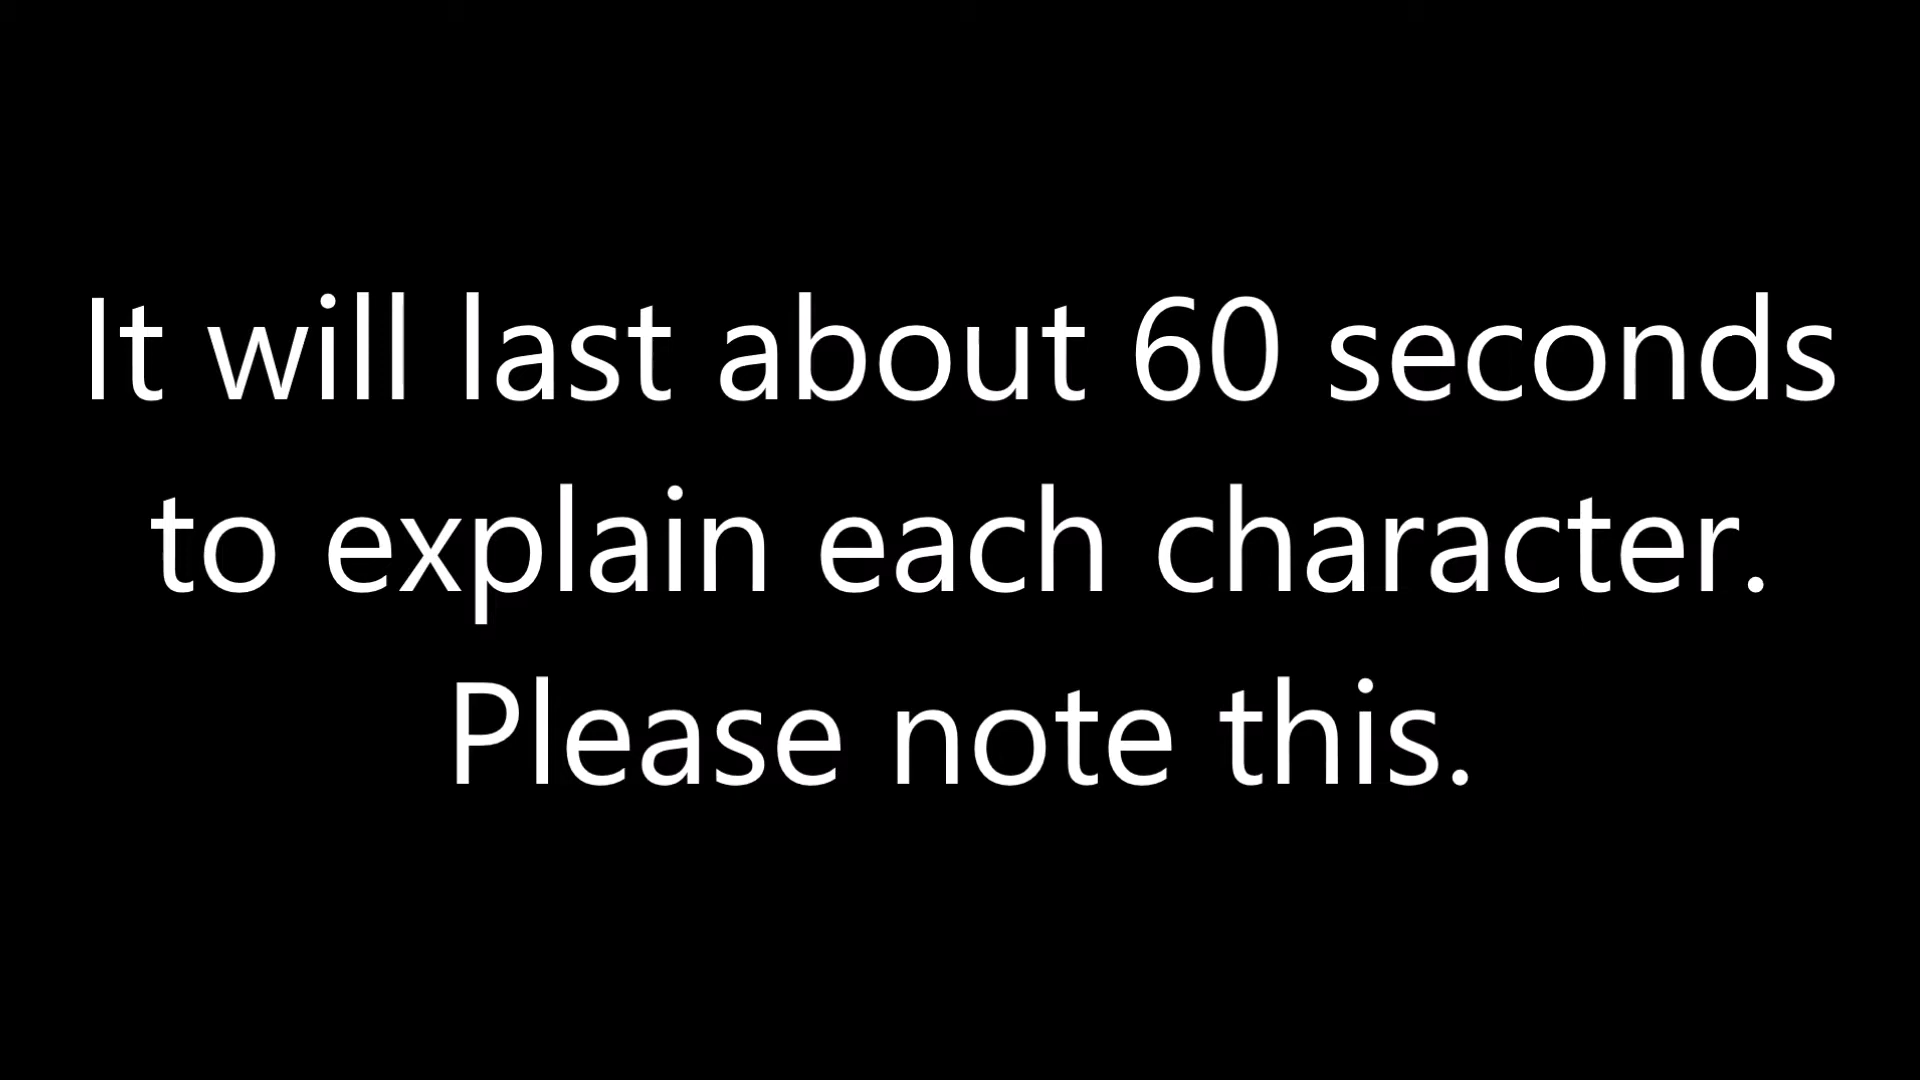 It will last about 60 seconds
to explain each character.
Please note this.